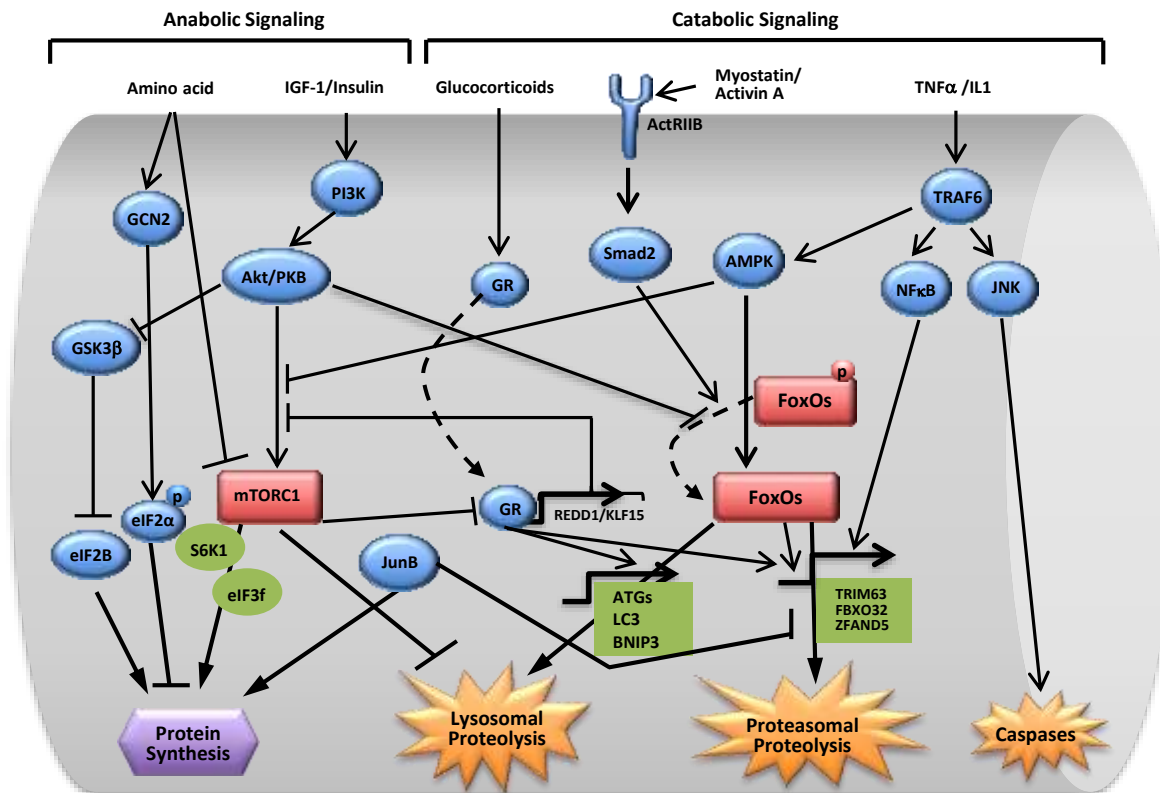 Anabolic Signaling
Catabolic Signaling
Amino acid
IGF-1/Insulin
Glucocorticoids
Myostatin/
Activin A
TNFα /IL1
ActRIIB
GCN2
PI3K
TRAF6
Akt/PKB
GR
Smad2
AMPK
NFκB
JNK
GSK3β
p
FoxOs
mTORC1
p
eIF2α
GR
REDD1/KLF15
FoxOs
eIF2B
S6K1
eIF3f
JunB
ATGs
LC3
BNIP3
TRIM63
FBXO32
ZFAND5
Protein
Synthesis
Lysosomal
Proteolysis
Proteasomal
Proteolysis
Caspases